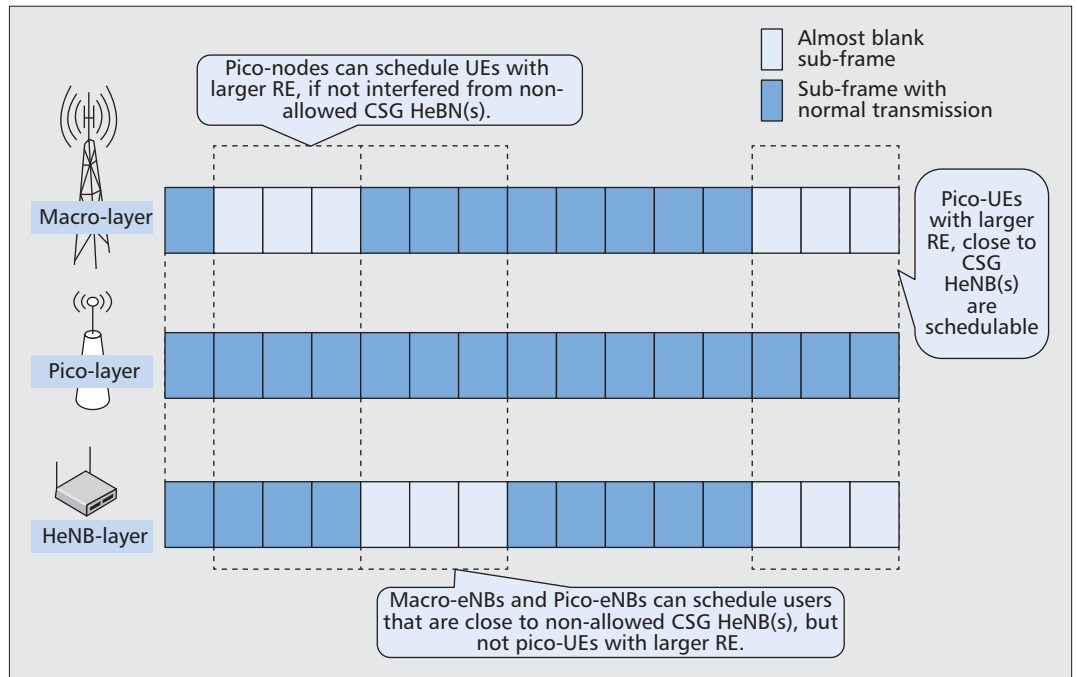 Almost blank
sub-frame
Sub-frame with
normal transmission
Pico-nodes can schedule UEs with
larger RE, if not interfered from non-
allowed CSG HeBN(s).
Macro-layer
Pico-UEs
with larger
RE, close to
CSG
HeNB(s)
are
schedulable
Pico-layer
HeNB-layer
Macro-eNBs and Pico-eNBs can schedule users
that are close to non-allowed CSG HeNB(s), but
not pico-UEs with larger RE.